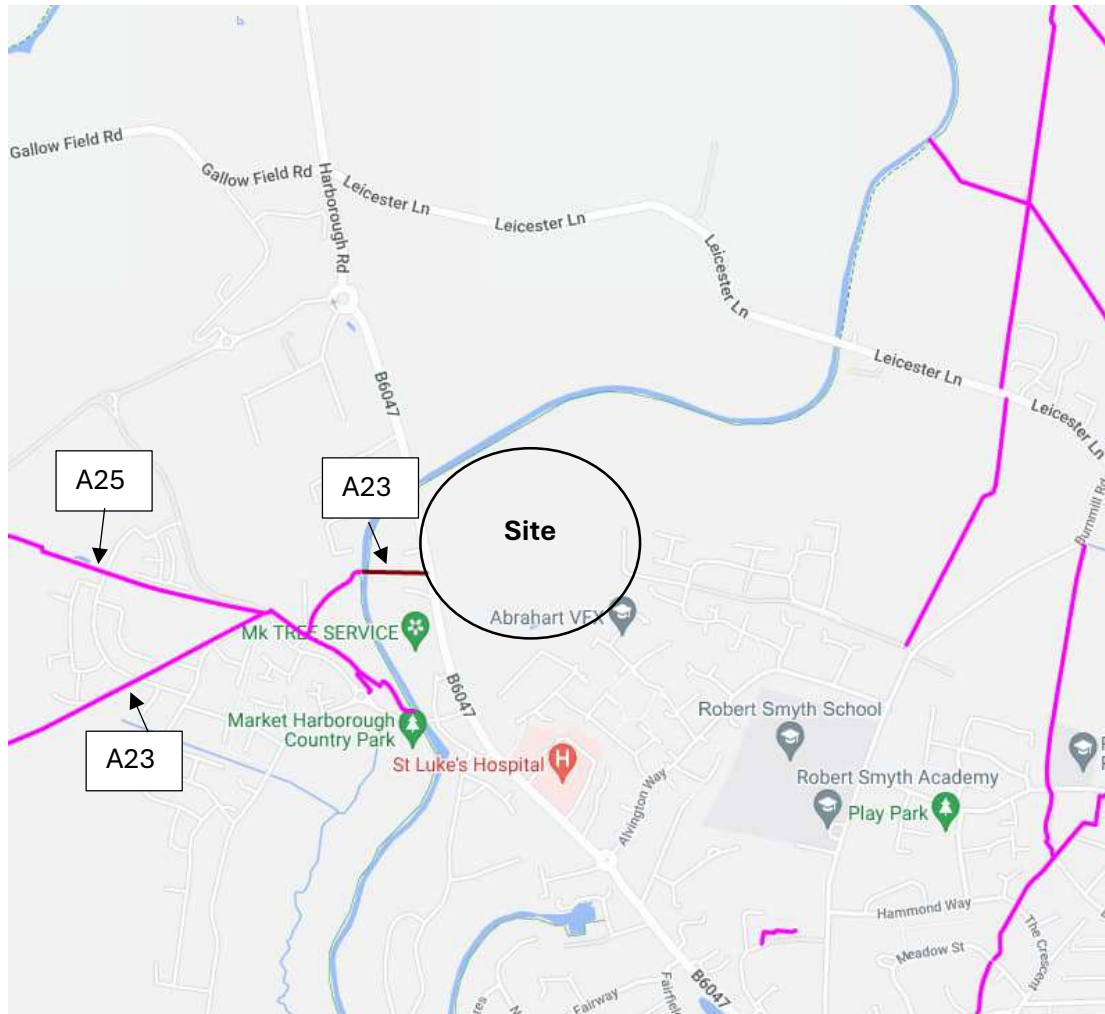 Gallow Field Rd
Gallow Field Rd
Harborough Rd
Leicester Ln
Leicester Ln
Leicester Ln
Leicester Ln
Leicester Ln
B6047
A25
A23
Site
Burnmill Rd
Abrahart VFX
Mk TREE SERVICE
B6047
Market Harborough
Country Park
A23
St Luke's Hospital
H
Robert Smyth School
Robert Smyth Academy
Play Park
Alvington Way
Hammond Way
Meadow St
The Crescent
Fairway
Fairfield
B6047